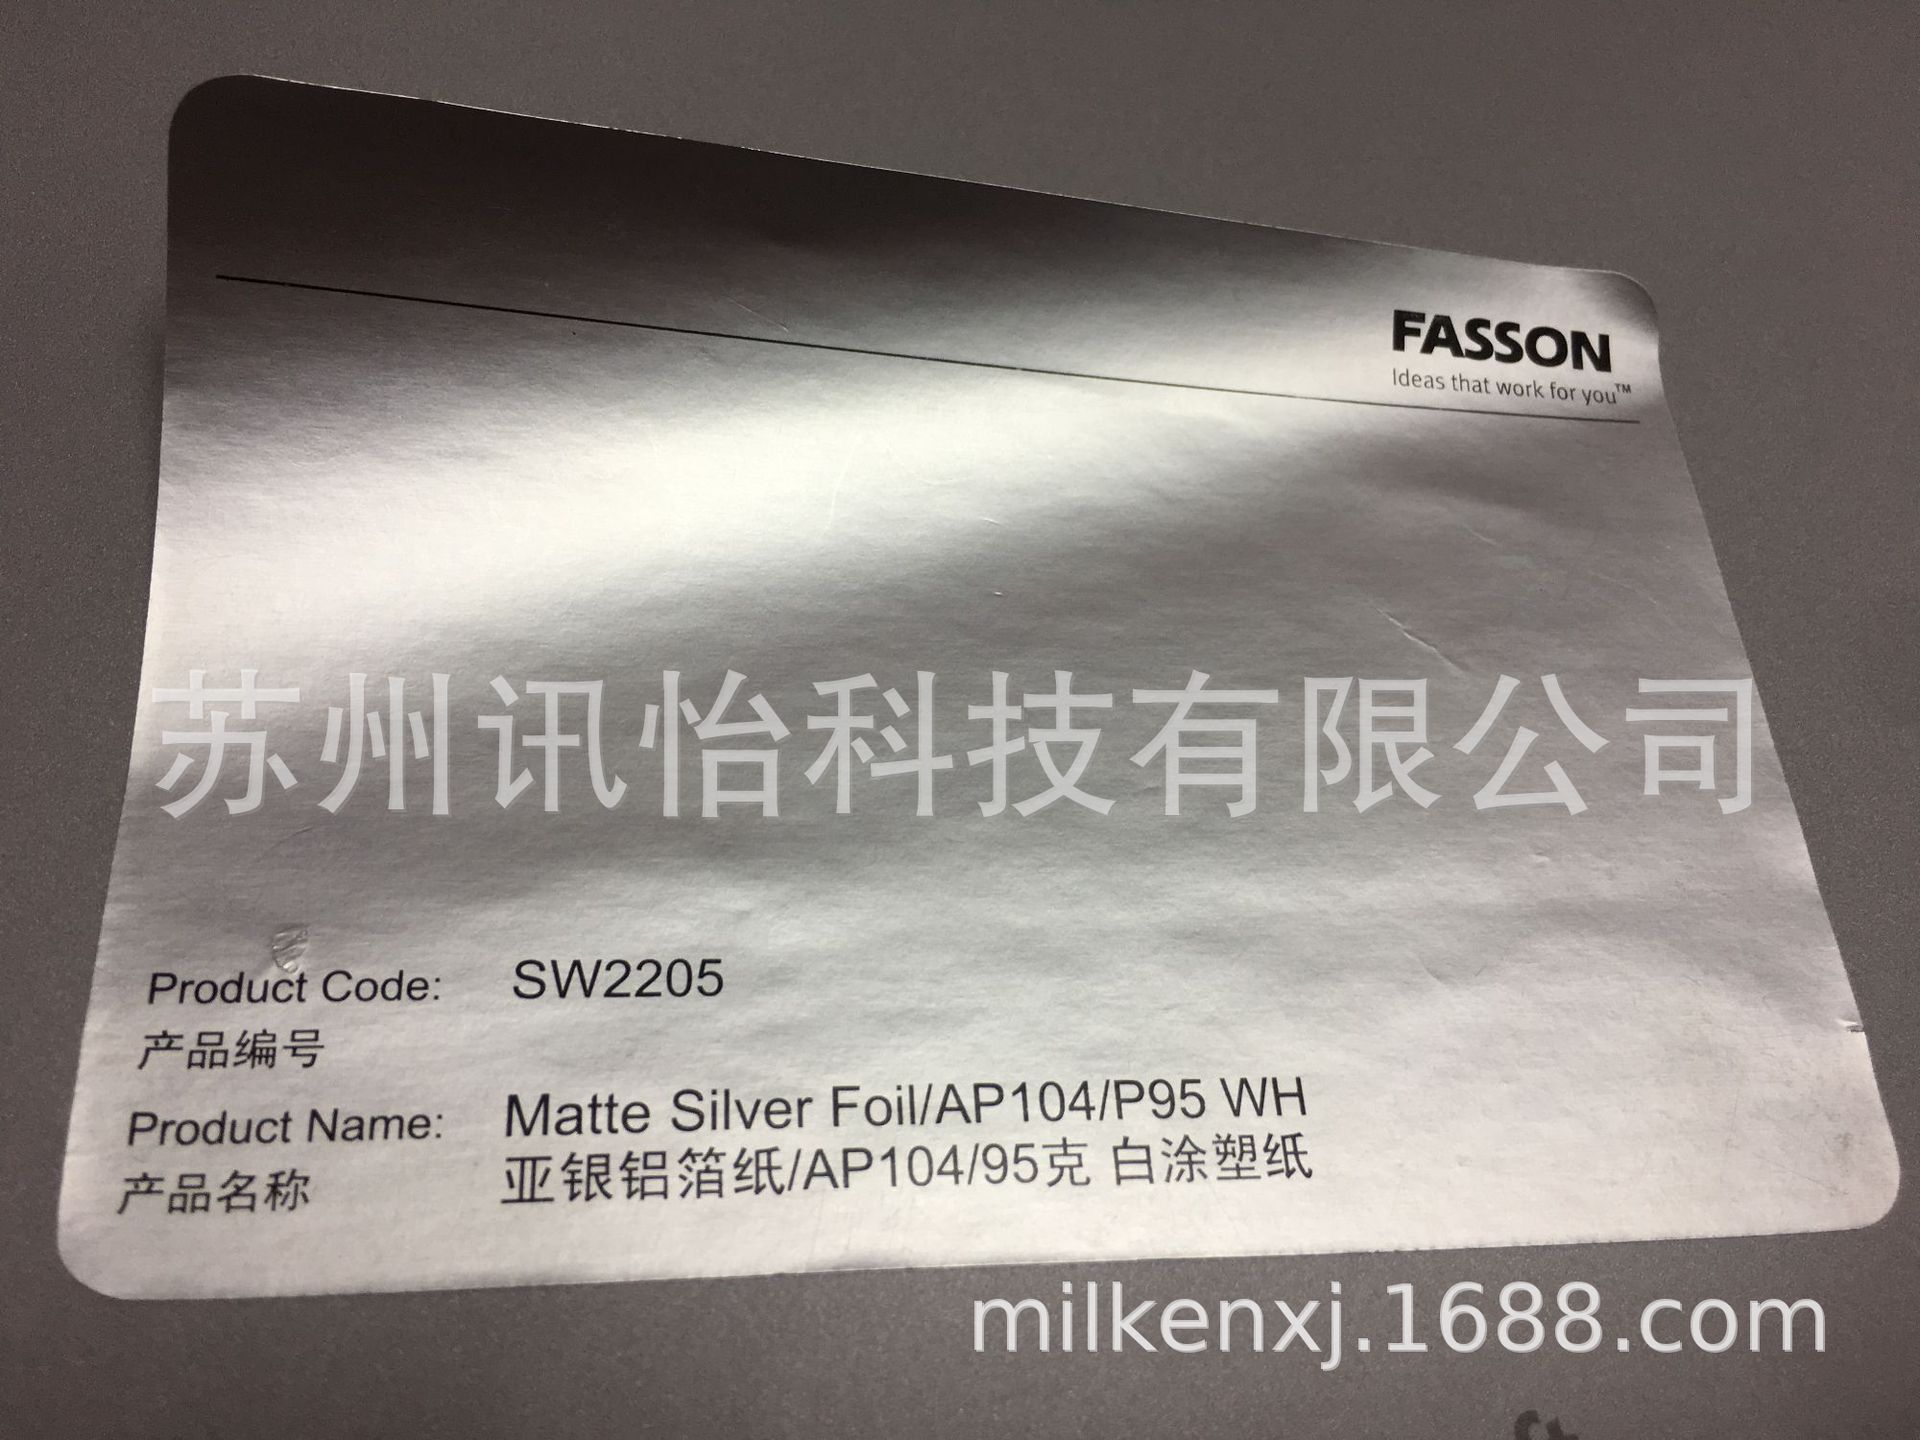 FASSON
Ideas that work for you™
苏州讯怡科技有限公司
Product Code: SW2205
产品编号
Product Name: Matte Silver Foil/AP104/P95 WH
产品名称 亚银铝箔纸/AP104/95克 白涂塑纸
milkenxj.1688.com